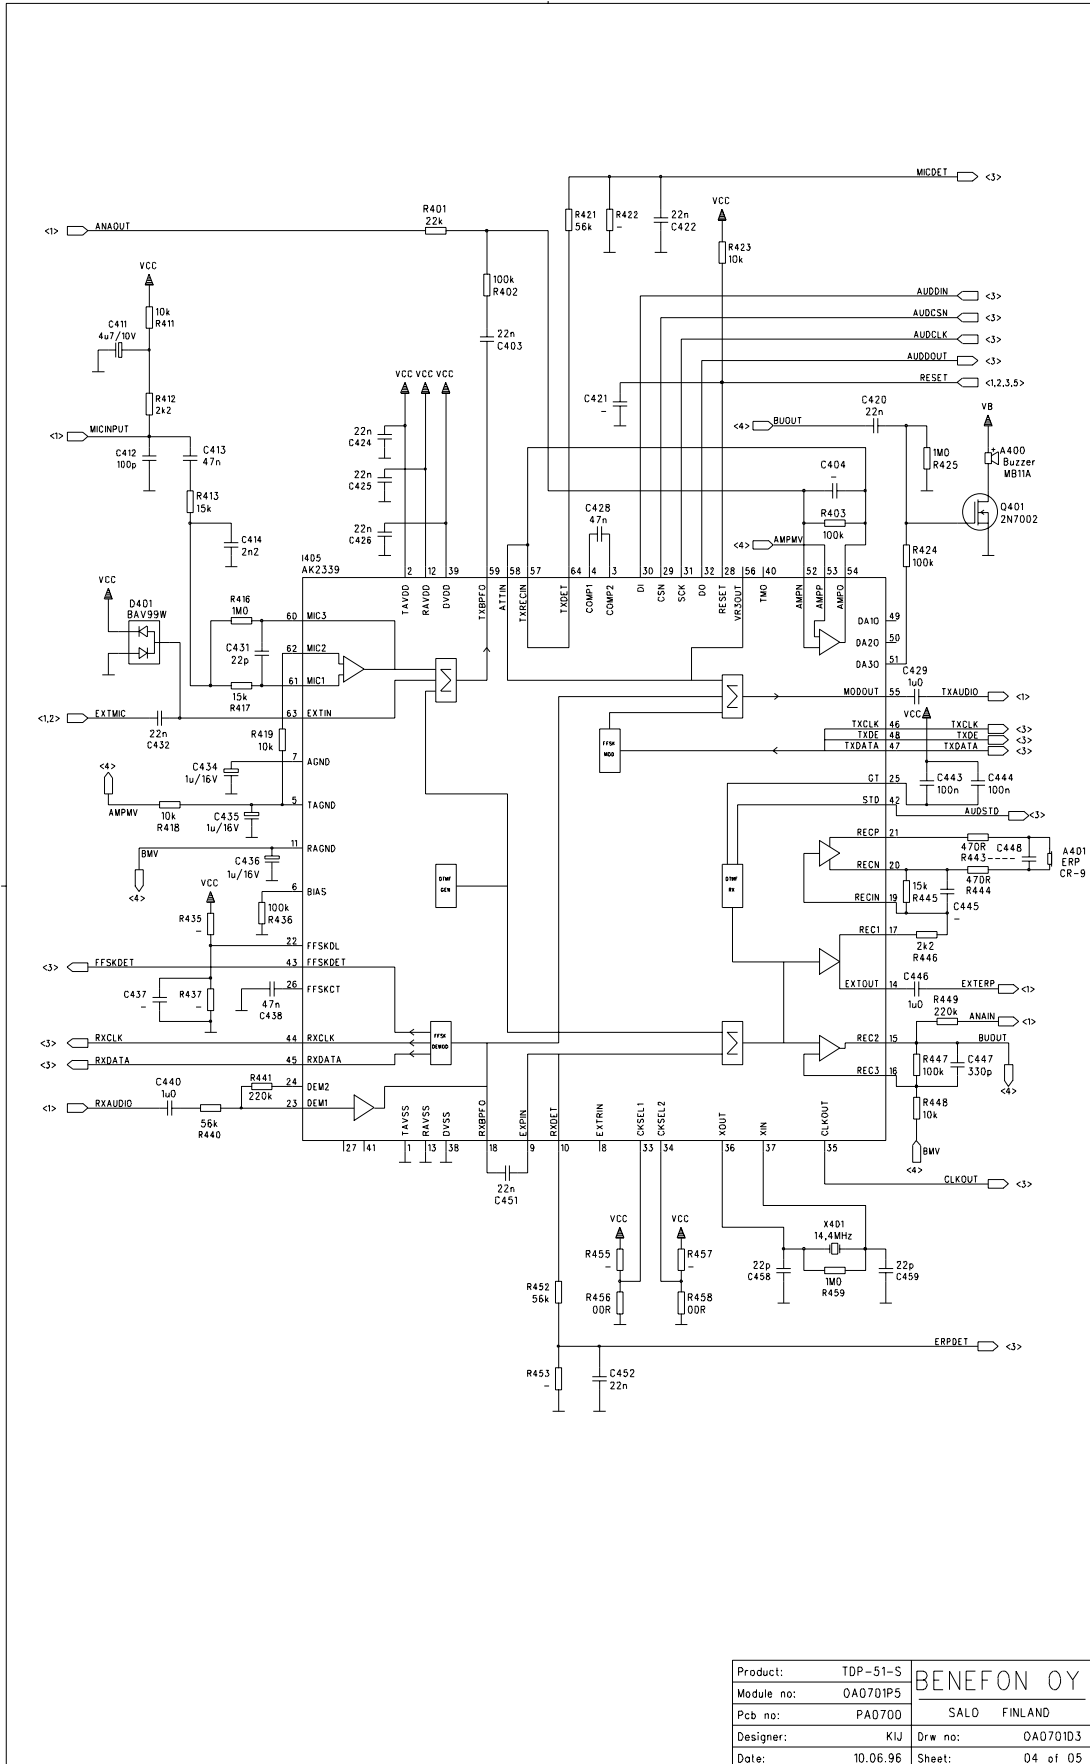 MICDET <3>
R401
22k
<1> ANAOUT
R421
56k
R422
-
22n
C422
VCC
R423
10k
100k
R402
VCC
10k
R411
C411
4u7/10V
22n
C403
AUDDIN <3>
AUDCSN <3>
AUDCLK <3>
AUDDOUT <3>
RESET <1,2,3,5>
VCC VCC VCC
R412
2k2
C421
-
C420
22n
VB
<1> MICINPUT
<4> BUOUT
C412
100p
C413
47n
22n
C424
22n
C425
22n
C426
1M0
R425
+ A400
Buzzer
MB11A
C404
-
R413
15k
C428
47n
R403
100k
Q401
2N7002
C414
2n2
<4> AMPMV
R424
100k
I405
AK2339
2 12 39 59 58 57 64 4 3 30 29 31 32 28 56 40 52 53 54
TAVDD RAVDD DVDD TXBPFO ATTIN TXRECIN TXDET COMP1 COMP2 DI CSN SCK DO RESET VR3OUT TMO AMPN AMPP AMPO
VCC
D401
BAV99W
R416
1M0
60 MIC3
C431
22p
62 MIC2
61 MIC1
15k
R417
DA1O 49
DA2O 50
DA3O 51
C429
1u0
Σ
Σ
MODOUT 55 TXAUDIO <1>
<1,2> EXTMIC
22n
C432
63 EXTIN
VCC
R419
10k
FFSK
MOD
TXCLK 46 TXCLK <3>
TXDE 48 TXDE <3>
TXDATA 47 TXDATA <3>
<4>
C434
1u/16V
7 AGND
GT 25
C443
100n
C444
100n
STD 42 AUDSTD <3>
AMPMV
10k
R418
C435
1u/16V
5 TAGND
RECP 21
470R
R443
----
C448
A401
ERP
CR-9
BMV
<4>
C436
1u/16V
11 RAGND
RECN 20
470R
R444
DTMF
GEN
DTMF
RX
6 BIAS
100k
R436
15k
R445
C445
-
RECIN 19
VCC
R435
-
22 FFSKDL
REC1 17
2k2
R446
<3> FFSKDET
43 FFSKDET
C437
-
R437
-
47n
C438
26 FFSKCT
EXTOUT 14
C446
1u0
EXTERP <1>
R449
220k
ANAIN <1>
<3> RXCLK
44 RXCLK
FFSK
DEMOD
Σ
REC2 15
BUOUT
<4>
<3> RXDATA
45 RXDATA
R447
100k
C447
330p
REC3 16
C440
1u0
R441
220k
24 DEM2
<1> RXAUDIO
56k
R440
23 DEM1
R448
10k
BMV
<4>
TAVSS RAVSS DVSS RXBPFO EXPIN RXDET EXTRIN CKSEL1 CKSEL2 XOUT XIN CLKOUT
27 41 1 13 38 18 9 10 8 33 34 36 37 35
CLKOUT <3>
22n
C451
VCC
R455
-
VCC
R457
-
X401
14,4MHz
22p
C458
1M0
R459
22p
C459
R452
56k
R456
00R
R458
00R
ERPDET <3>
R453
-
C452
22n
Product: TDP-51-S
Module no: 0A0701P5
Pcb no: PA0700
Designer: KIJ
Date: 10.06.96
BENEFON OY
SALO FINLAND
Drw no: 0A0701D3
Sheet: 04 of 05